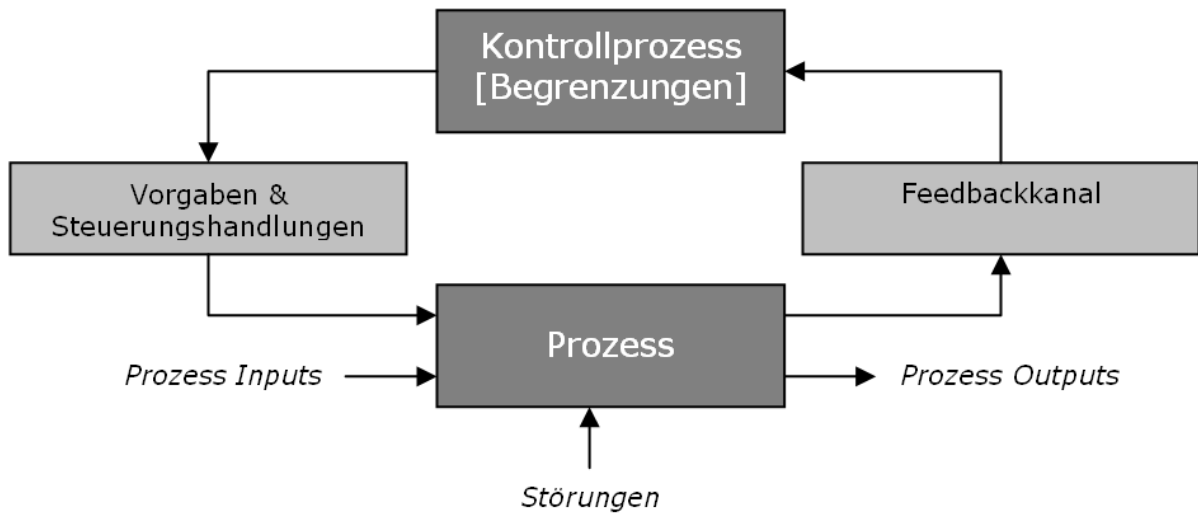 Kontrollprozess
[Begrenzungen]
Vorgaben &
Steuerungshandlungen
Feedbackkanal
Prozess
Prozess Inputs
Prozess Outputs
Störungen